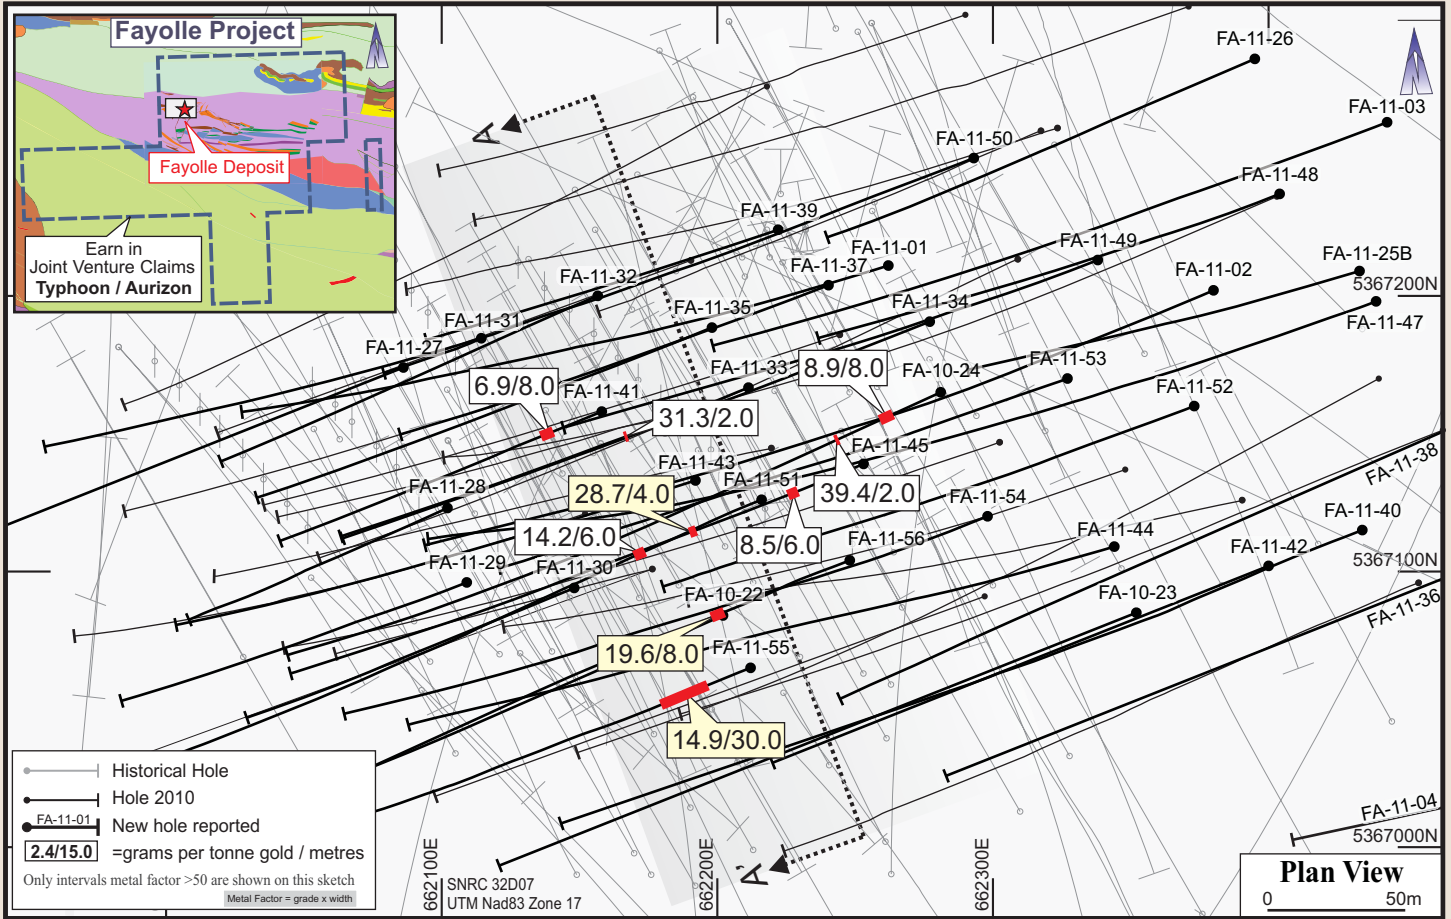 Fayolle Project
Fayolle Deposit
Earn in
Joint Venture Claims
Typhoon / Aurizon
A
FA-11-26
FA-11-03
FA-11-50
FA-11-48
FA-11-39
FA-11-01
FA-11-49
FA-11-25B
FA-11-37
FA-11-02
5367200N
FA-11-32
FA-11-35
FA-11-34
FA-11-47
FA-11-31
FA-11-27
FA-11-33
8.9/8.0
FA-10-24
FA-11-53
6.9/8.0
FA-11-41
FA-11-52
31.3/2.0
FA-11-45
FA-11-43
FA-11-38
FA-11-28
28.7/4.0
FA-11-51
39.4/2.0
FA-11-54
14.2/6.0
8.5/6.0
FA-11-56
FA-11-44
FA-11-40
FA-11-42
5367100N
FA-11-29
FA-11-30
FA-10-22
FA-10-23
FA-11-36
19.6/8.0
FA-11-55
14.9/30.0
Historical Hole
Hole 2010
FA-11-01
New hole reported
2.4/15.0 =grams per tonne gold / metres
Only intervals metal factor >50 are shown on this sketch
Metal Factor = grade x width
662100E
662200E
662300E
SNRC 32D07
UTM Nad83 Zone 17
A'
FA-11-04
5367000N
Plan View
0 50m